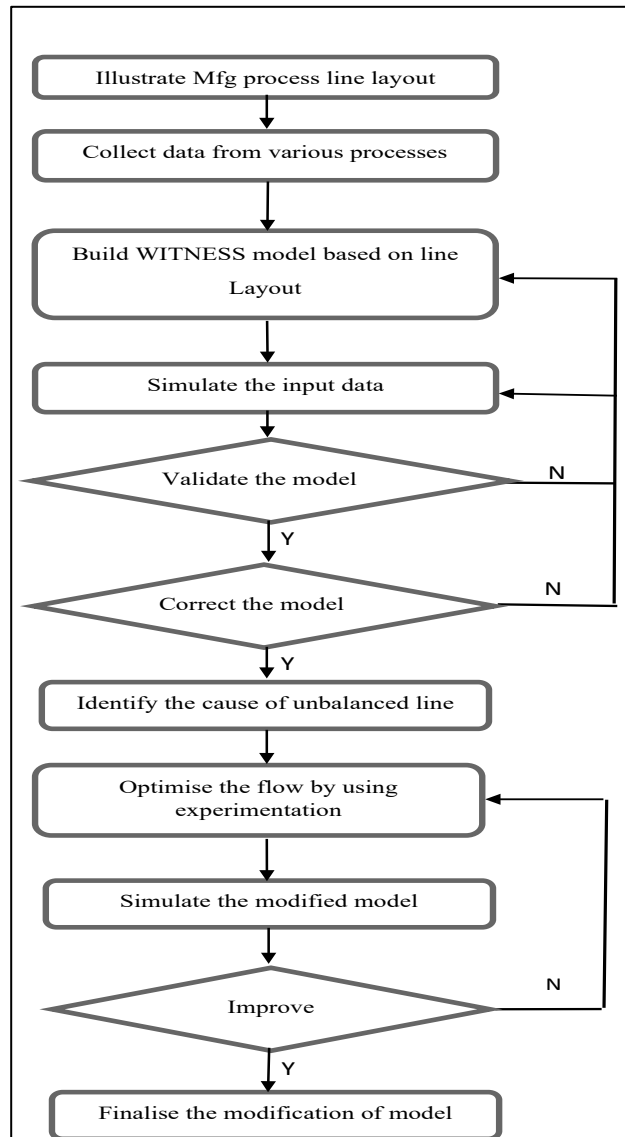 Illustrate Mfg process line layout
Collect data from various processes
Build WITNESS model based on line
Layout
Simulate the input data
Validate the model
N
Y
Correct the model
N
Y
Identify the cause of unbalanced line
Optimise the flow by using
experimentation
Simulate the modified model
Improve
N
Y
Finalise the modification of model